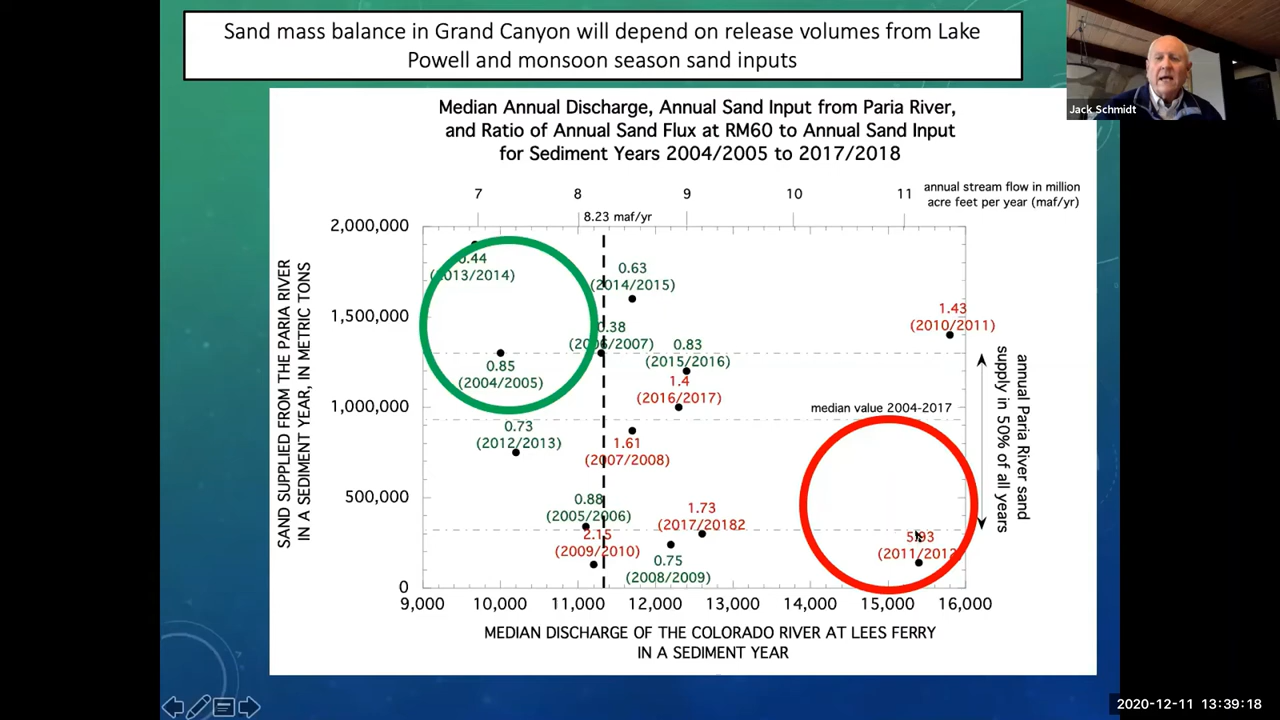 Sand mass balance in Grand Canyon will depend on release volumes from Lake
Powell and monsoon season sand inputs
Jack Schmidt
Median Annual Discharge, Annual Sand Input from Paria River,
and Ratio of Annual Sand Flux at RM60 to Annual Sand Input
for Sediment Years 2004/2005 to 2017/2018
7
8
9
10
11
annual stream flow in million
acre feet per year (maf/yr)
8.23 maf/yr
2,000,000
1,500,000
1,000,000
500,000
0
SAND SUPPLIED FROM THE PARIA RIVER
IN A SEDIMENT YEAR, IN METRIC TONS
0.44
(2013/2014)
0.63
(2014/2015)
0.38
(2006/2007)
0.83
(2015/2016)
1.43
(2010/2011)
0.85
(2004/2005)
1.4
(2016/2017)
median value 2004-2017
0.73
(2012/2013)
1.61
(2007/2008)
0.88
(2005/2006)
2.15
(2009/2010)
1.73
(2017/20182
0.75
(2008/2009)
5.93
(2011/2012)
annual Paria River sand
supply in 50% of all years
9,000
10,000
11,000
12,000
13,000
14,000
15,000
16,000
MEDIAN DISCHARGE OF THE COLORADO RIVER AT LEES FERRY
IN A SEDIMENT YEAR
2020-12-11 13:39:18